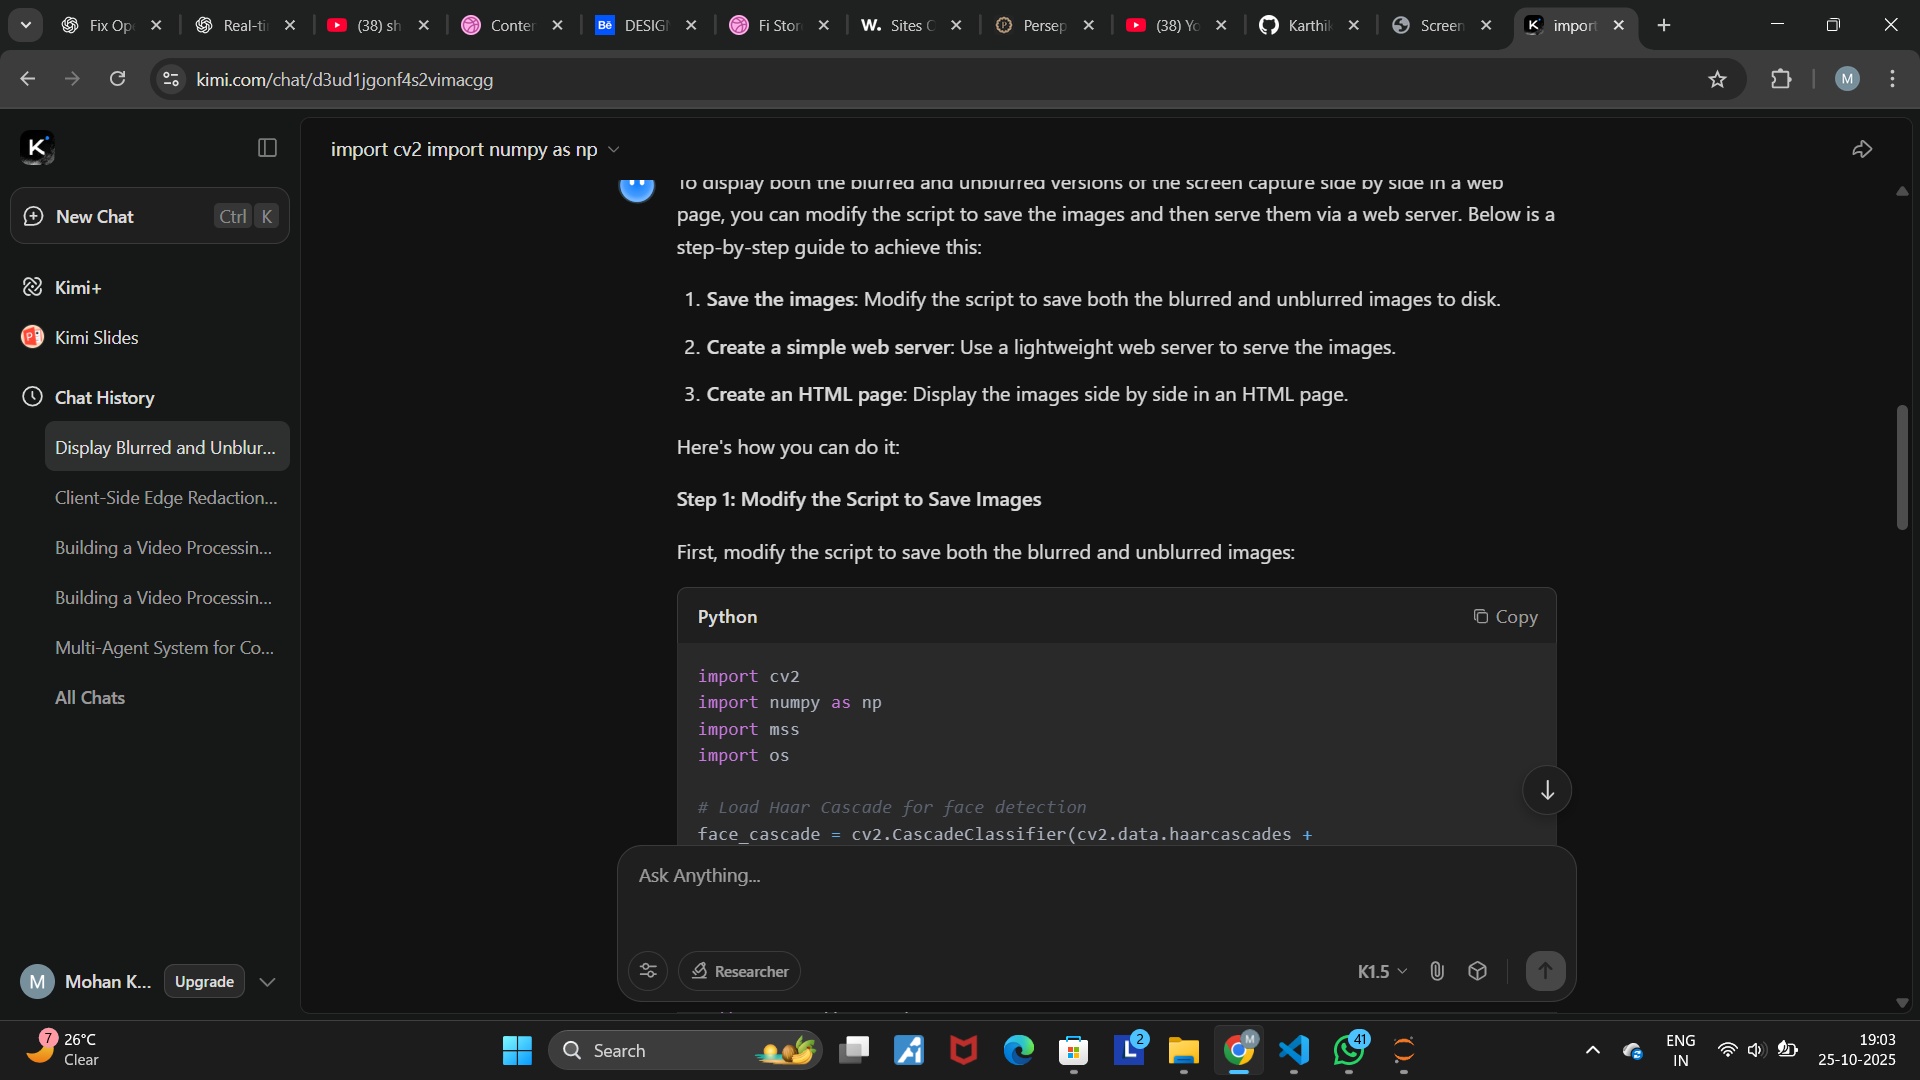 Fix Op
Real-ti
(38) sh
Conter
DESIGN
Fi Stor
Sites C
Persep
(38) Yo
Karthik
Screen
import
kimi.com/chat/d3ud1jgonf4s2vimacgg
M
K
import cv2 import numpy as np
New Chat Ctrl K
Kimi+
Kimi Slides
Chat History
Display Blurred and Unblur...
Client-Side Edge Redaction...
Building a Video Processin...
Building a Video Processin...
Multi-Agent System for Co...
All Chats
M Mohan K... Upgrade
To display both the blurred and unblurred versions of the screen capture side by side in a web
page, you can modify the script to save the images and then serve them via a web server. Below is a
step-by-step guide to achieve this:
1. Save the images: Modify the script to save both the blurred and unblurred images to disk.
2. Create a simple web server: Use a lightweight web server to serve the images.
3. Create an HTML page: Display the images side by side in an HTML page.
Here's how you can do it:
Step 1: Modify the Script to Save Images
First, modify the script to save both the blurred and unblurred images:
Python Copy
import cv2
import numpy as np
import mss
import os
# Load Haar Cascade for face detection
face_cascade = cv2.CascadeClassifier(cv2.data.haarcascades +
Ask Anything...
Researcher K1.5
7 26°C
Clear
Search
2
M
41
ENG
IN
19:03
25-10-2025